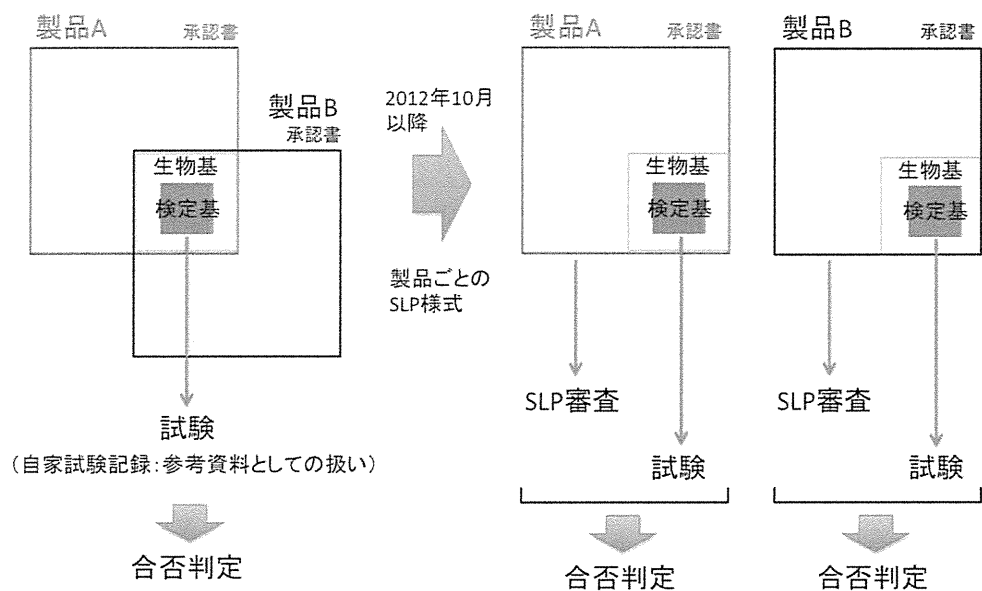 製品A
承認書
製品B
承認書
生物基
検定基
試験
（自家試験記録：参考資料としての扱い）
合否判定
2012年10月
以降
製品ごとの
SLP様式
製品A
承認書
生物基
検定基
SLP審査
試験
合否判定
製品B
承認書
生物基
検定基
SLP審査
試験
合否判定